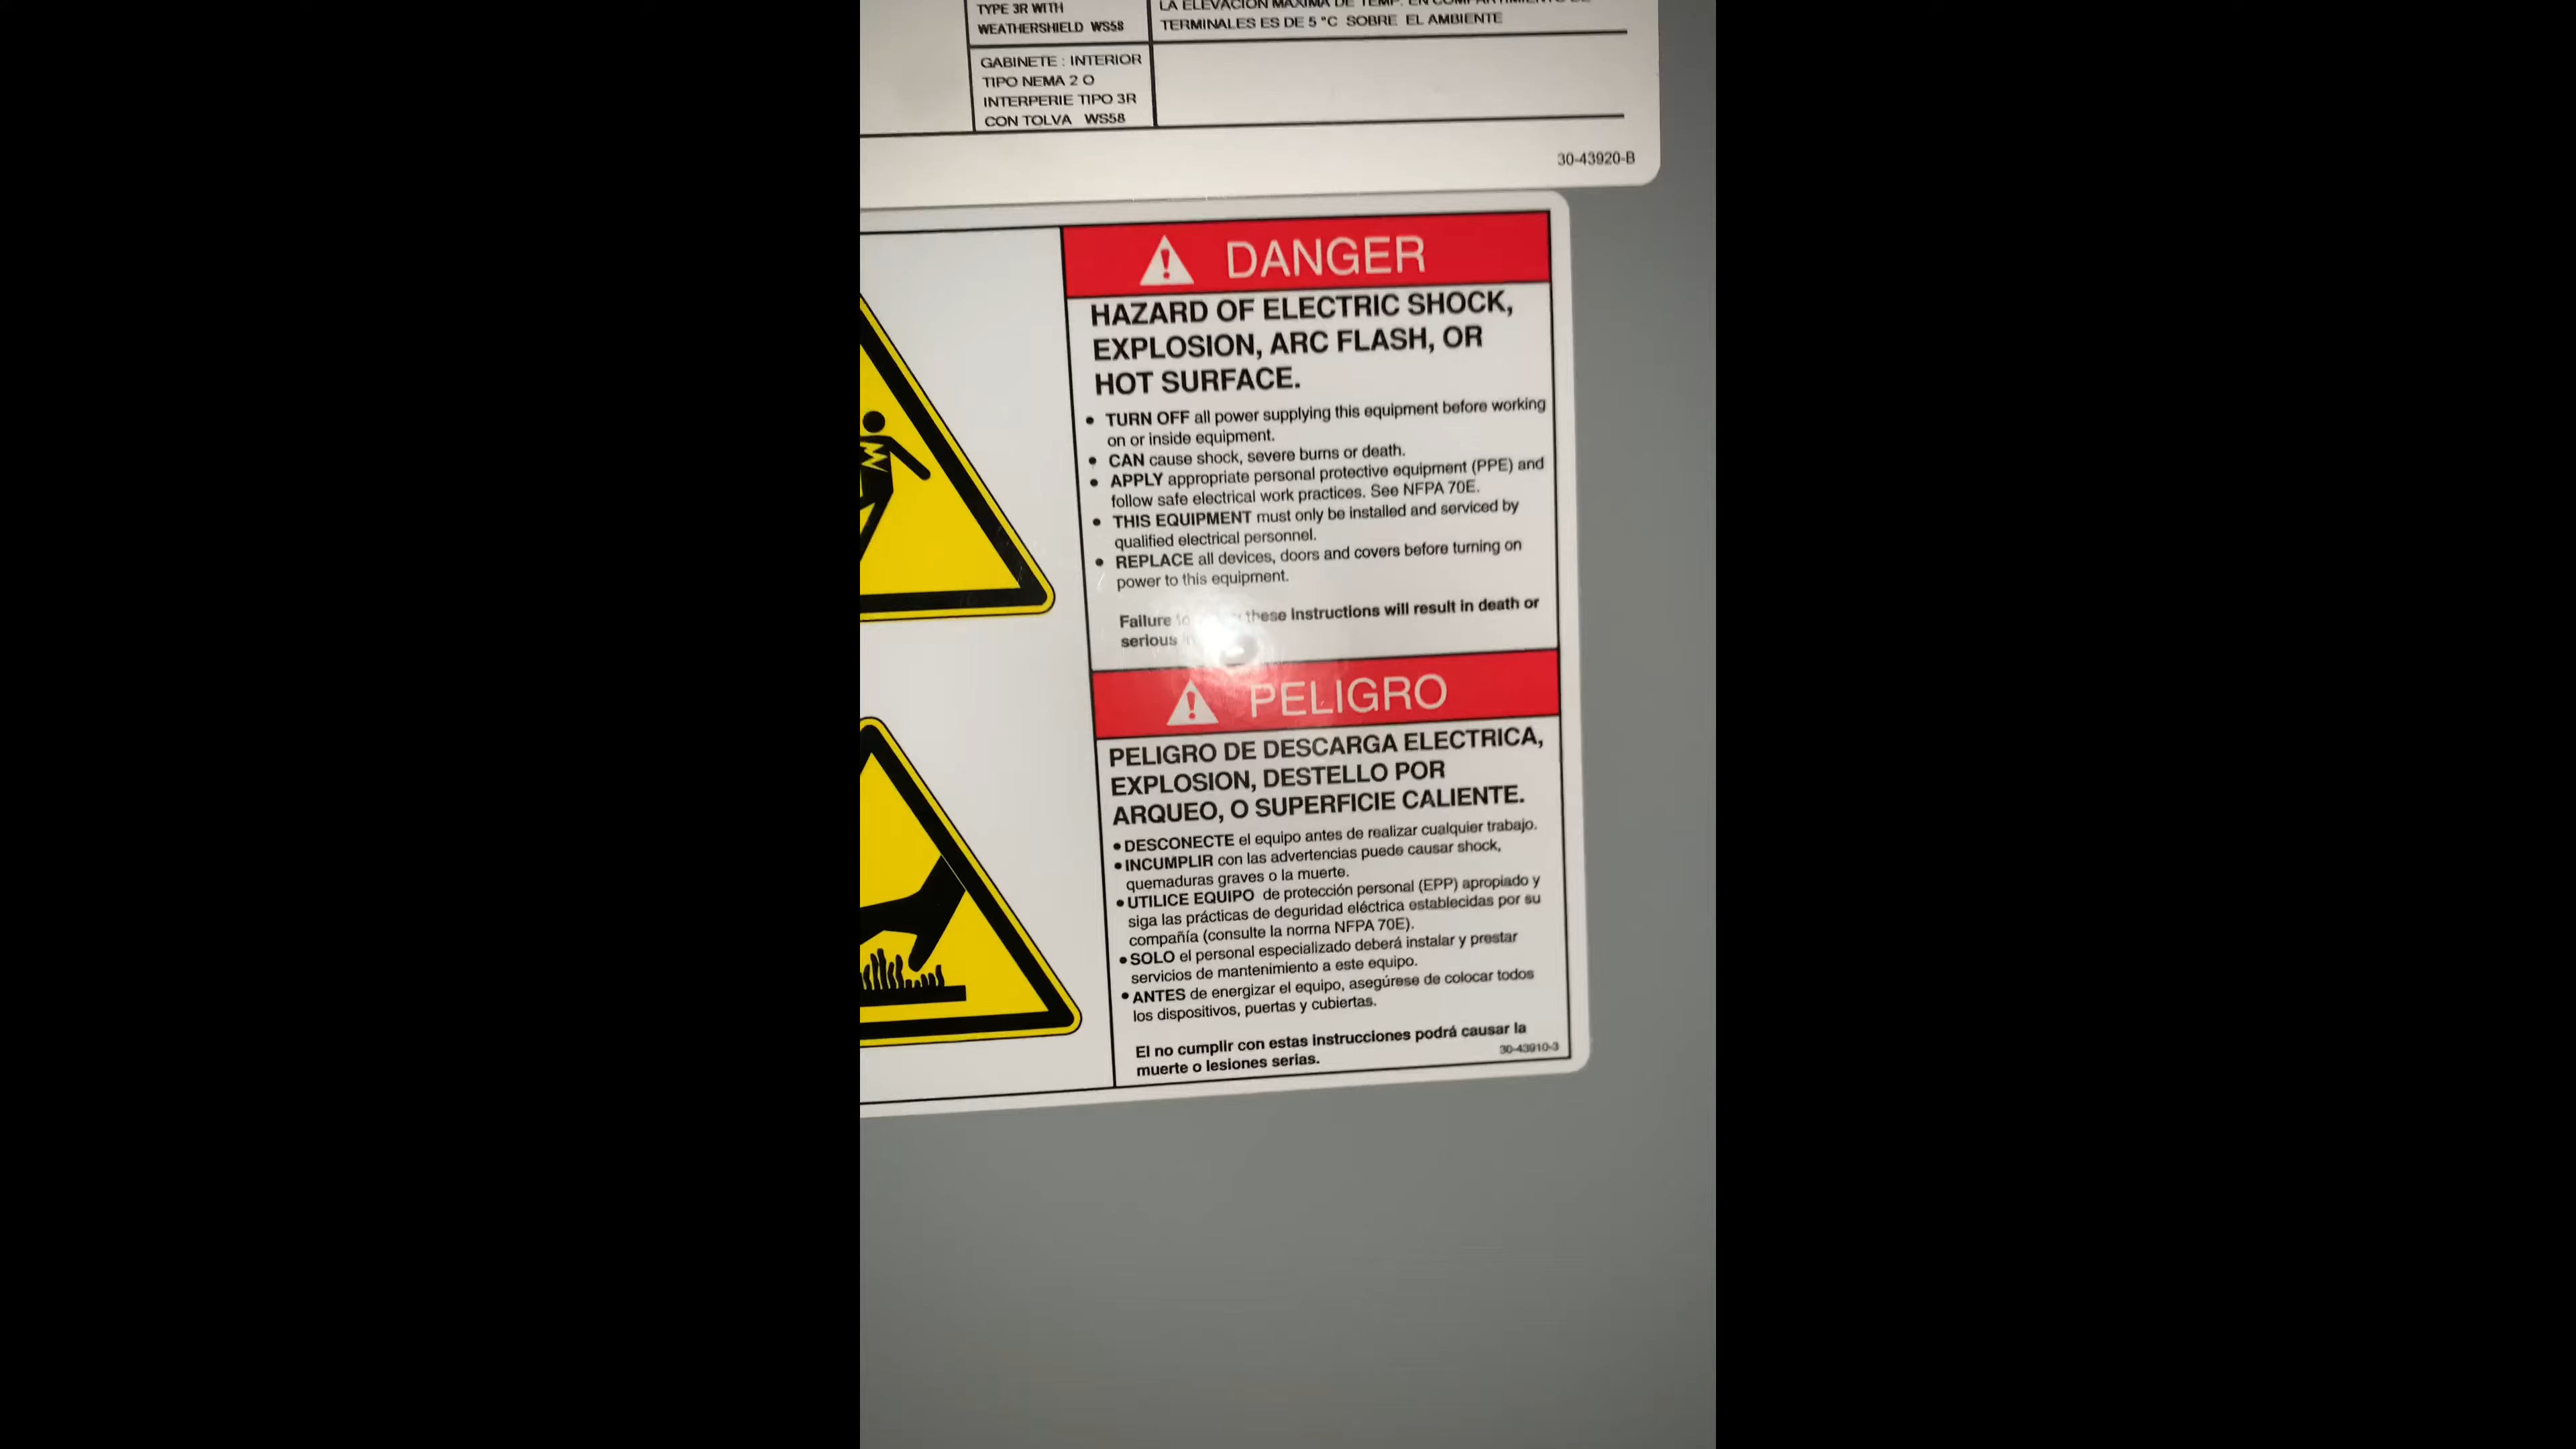 TYPE 3R WITH
WEATHERSHIELD WS58
LA ELEVACION MAXIMA DE TEMP. EN COMPARTIMIENTO DE
TERMINALES ES DE 5 °C SOBRE EL AMBIENTE
GABINETE : INTERIOR
TIPO NEMA 2 O
INTERPERIE TIPO 3R
CON TOLVA WS58
30-43920-B
DANGER
HAZARD OF ELECTRIC SHOCK,
EXPLOSION, ARC FLASH, OR
HOT SURFACE.
• TURN OFF all power supplying this equipment before working
on or inside equipment.
• CAN cause shock, severe burns or death.
• APPLY appropriate personal protective equipment (PPE) and
follow safe electrical work practices. See NFPA 70E.
• THIS EQUIPMENT must only be installed and serviced by
qualified electrical personnel.
• REPLACE all devices, doors and covers before turning on
power to this equipment.
Failure to these instructions will result in death or
serious
PELIGRO
PELIGRO DE DESCARGA ELECTRICA,
EXPLOSION, DESTELLO POR
ARQUEO, O SUPERFICIE CALIENTE.
• DESCONECTE el equipo antes de realizar cualquier trabajo.
• INCUMPLIR con las advertencias puede causar shock,
quemaduras graves o la muerte.
• UTILICE EQUIPO de protección personal (EPP) apropiado y
siga las prácticas de deguridad eléctrica establecidas por su
compañía (consulte la norma NFPA 70E).
• SOLO el personal especializado deberá instalar y prestar
servicios de mantenimiento a este equipo.
• ANTES de energizar el equipo, asegúrese de colocar todos
los dispositivos, puertas y cubiertas.
El no cumplir con estas instrucciones podrá causar la
muerte o lesiones serias.
30-43910-3